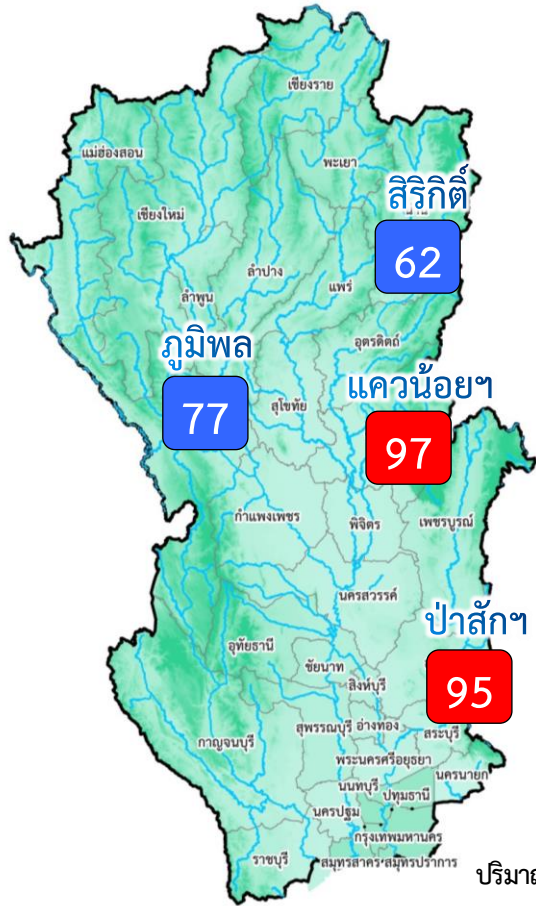 เชียงราย
แม่ฮ่องสอน
พะเยา
สิริกิติ์
เชียงใหม่
62
ลำปาง
แพร่
ลำพูน
ภูมิพล
อุตรดิตถ์
แควน้อยฯ
77
สุโขทัย
97
กำแพงเพชร
พิจิตร
เพชรบูรณ์
นครสวรรค์
ป่าสักฯ
อุทัยธานี
ชัยนาท
สิงห์บุรี
95
สุพรรณบุรี
อ่างทอง
สระบุรี
กาญจนบุรี
พระนครศรีอยุธยา
นครนายก
นนทบุรี
ปทุมธานี
นครปฐม
กรุงเทพมหานคร
ราชบุรี
สมุทรสาคร
สมุทรปราการ